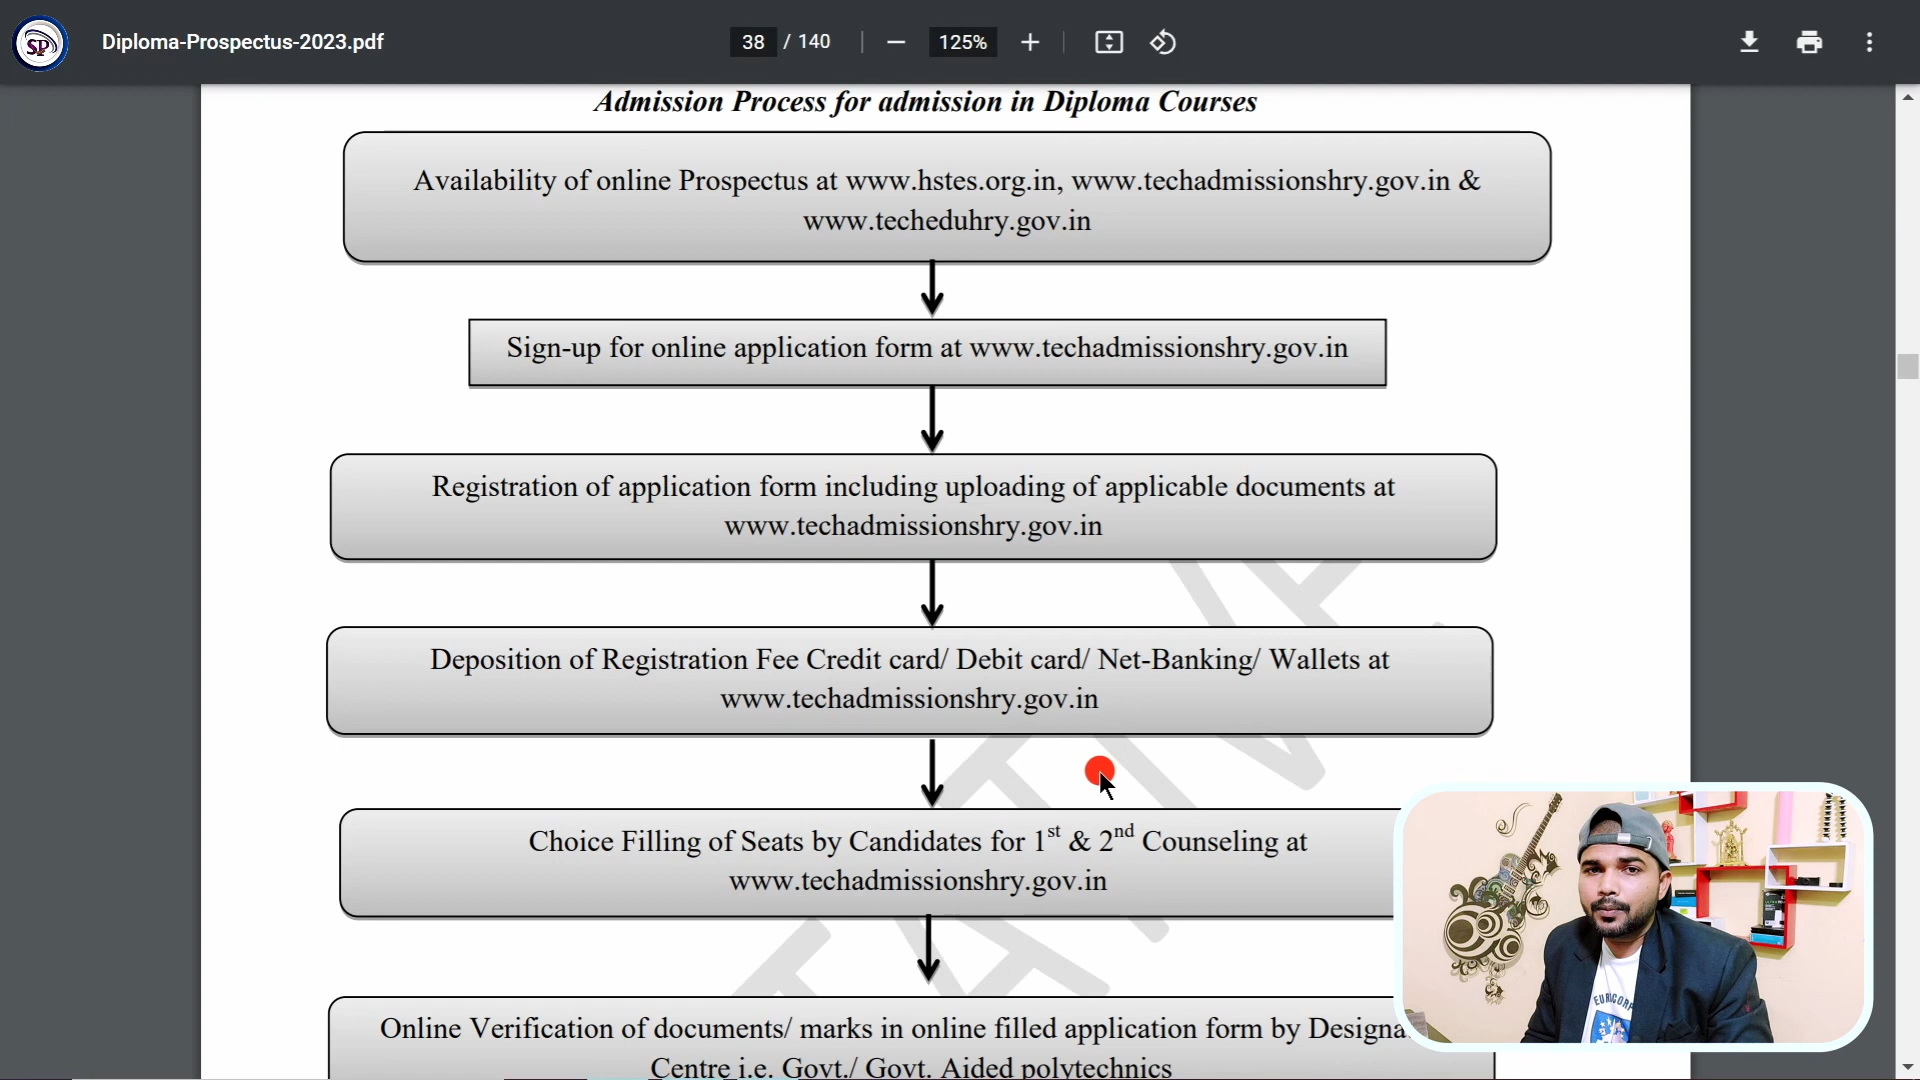 SP
Diploma-Prospectus-2023.pdf
38 / 140
125%
Admission Process for admission in Diploma Courses
Availability of online Prospectus at www.hstes.org.in, www.techadmissionshry.gov.in &
www.techeduhry.gov.in
Sign-up for online application form at www.techadmissionshry.gov.in
Registration of application form including uploading of applicable documents at
www.techadmissionshry.gov.in
Deposition of Registration Fee Credit card/ Debit card/ Net-Banking/ Wallets at
www.techadmissionshry.gov.in
Choice Filling of Seats by Candidates for 1st & 2nd Counseling at
www.techadmissionshry.gov.in
Online Verification of documents/ marks in online filled application form by Designa
Centre i.e. Govt./ Govt. Aided polytechnics